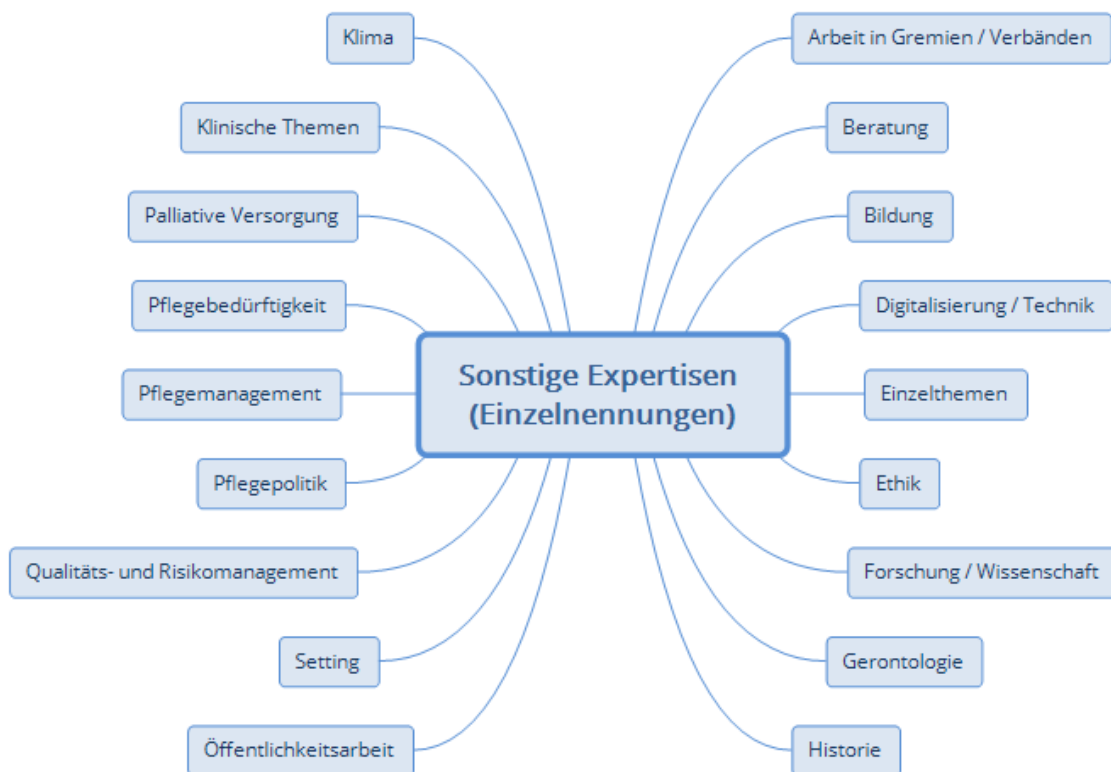 Klima
Klinische Themen
Palliative Versorgung
Pflegebedürftigkeit
Pflegemanagement
Pflegepolitik
Qualitäts- und Risikomanagement
Setting
Öffentlichkeitsarbeit
Sonstige Expertisen
(Einzelnennungen)
Arbeit in Gremien / Verbänden
Beratung
Bildung
Digitalisierung / Technik
Einzelthemen
Ethik
Forschung / Wissenschaft
Gerontologie
Historie